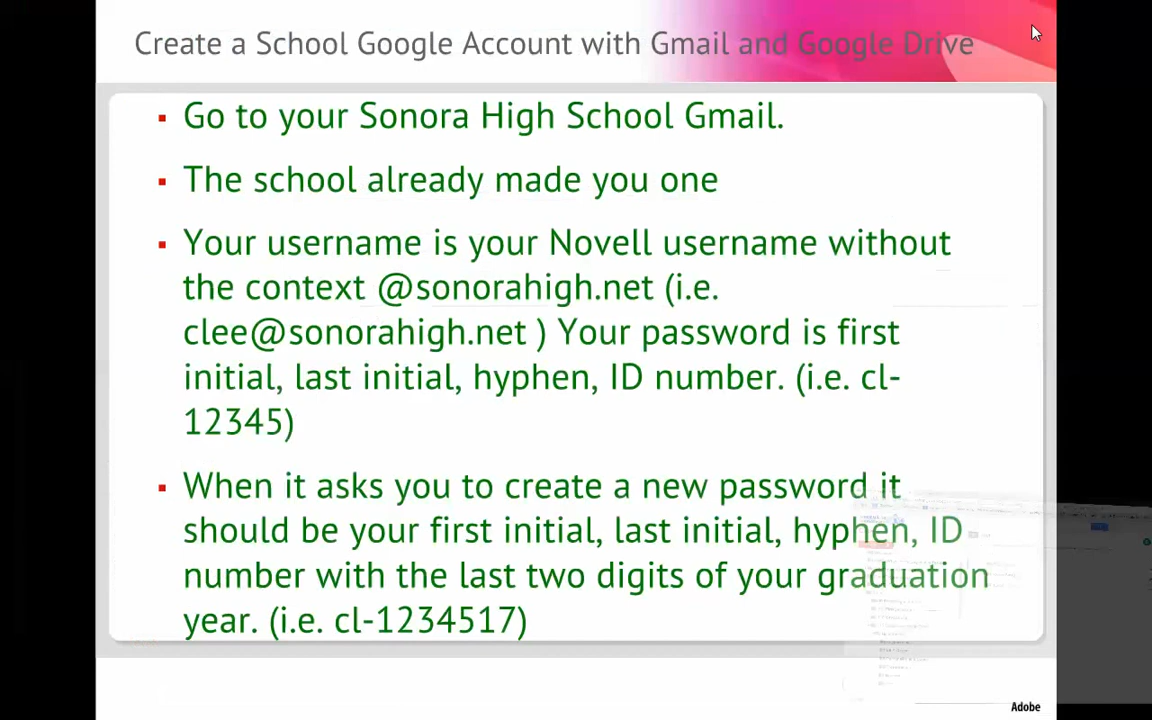 Create a School Google Account with Gmail and Google Drive
Go to your Sonora High School Gmail.
The school already made you one
Your username is your Novell username without
the context @sonorahigh.net (i.e.
clee@sonorahigh.net ) Your password is first
initial, last initial, hyphen, ID number. (i.e. cl-
12345)
When it asks you to create a new password it
should be your first initial, last initial, hyphen, ID
number with the last two digits of your graduation
year. (i.e. cl-1234517)
Adobe